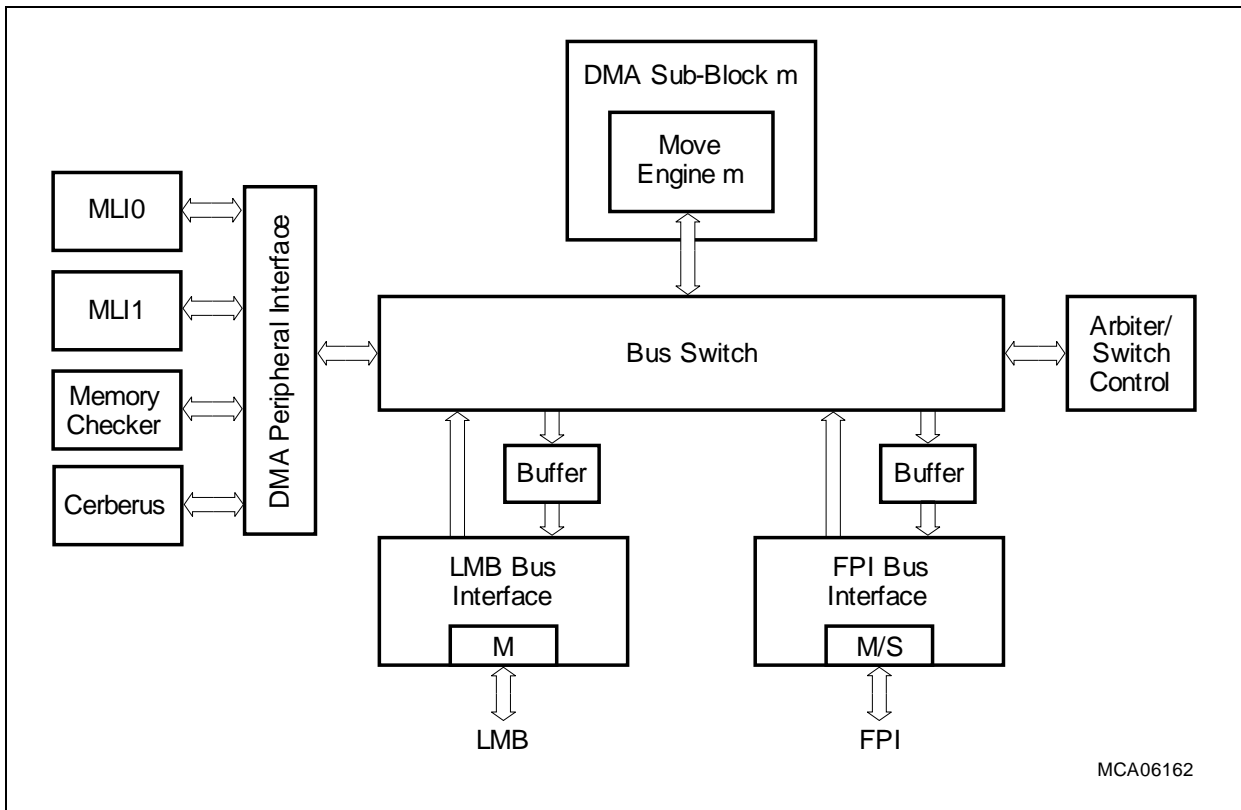 DMA Sub-Block m
Move
Engine m
MLI0
MLI1
Memory
Checker
Cerberus
DMA Peripheral Interface
Bus Switch
Arbiter/
Switch
Control
Buffer
Buffer
LMB Bus
Interface
M
FPI Bus
Interface
M/S
LMB
FPI
MCA06162